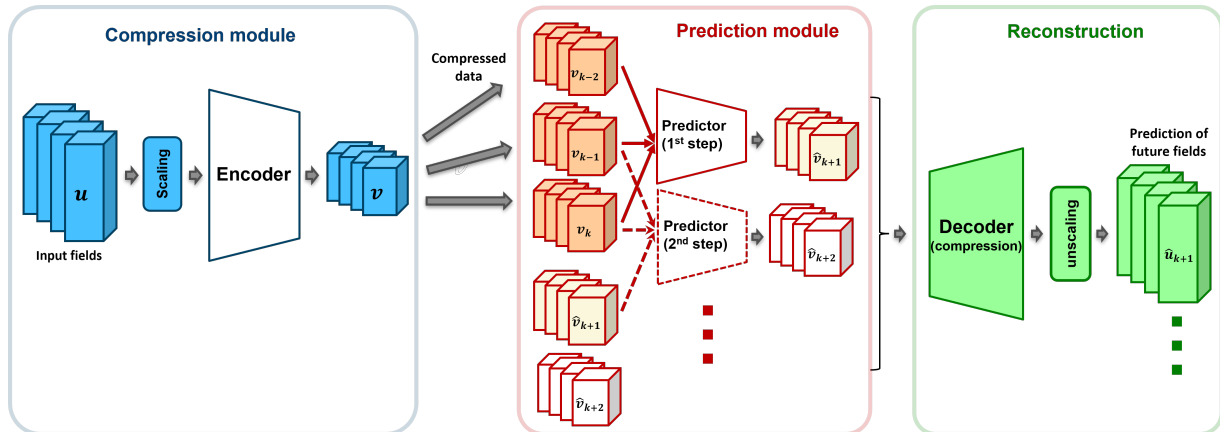 Compression module
Input fields
u
Scaling
Encoder
v
Compressed
data
Prediction module
v_{k-2}
v_{k-1}
v_k
v̂_{k+1}
v̂_{k+2}
Predictor
(1st step)
Predictor
(2nd step)
v̂_{k+1}
v̂_{k+2}
Reconstruction
Decoder
(compression)
unscaling
Prediction of
future fields
û_{k+1}